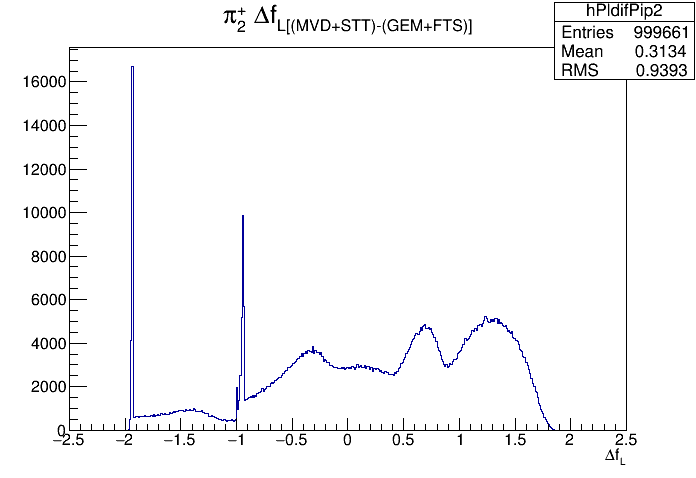 π₂⁺ Δf_L[(MVD+STT)-(GEM+FTS)]
hPldifPip2
Entries 999661
Mean 0.3134
RMS 0.9393
16000
14000
12000
10000
8000
6000
4000
2000
0
−2.5 −2 −1.5 −1 −0.5 0 0.5 1 1.5 2 2.5
Δf_L